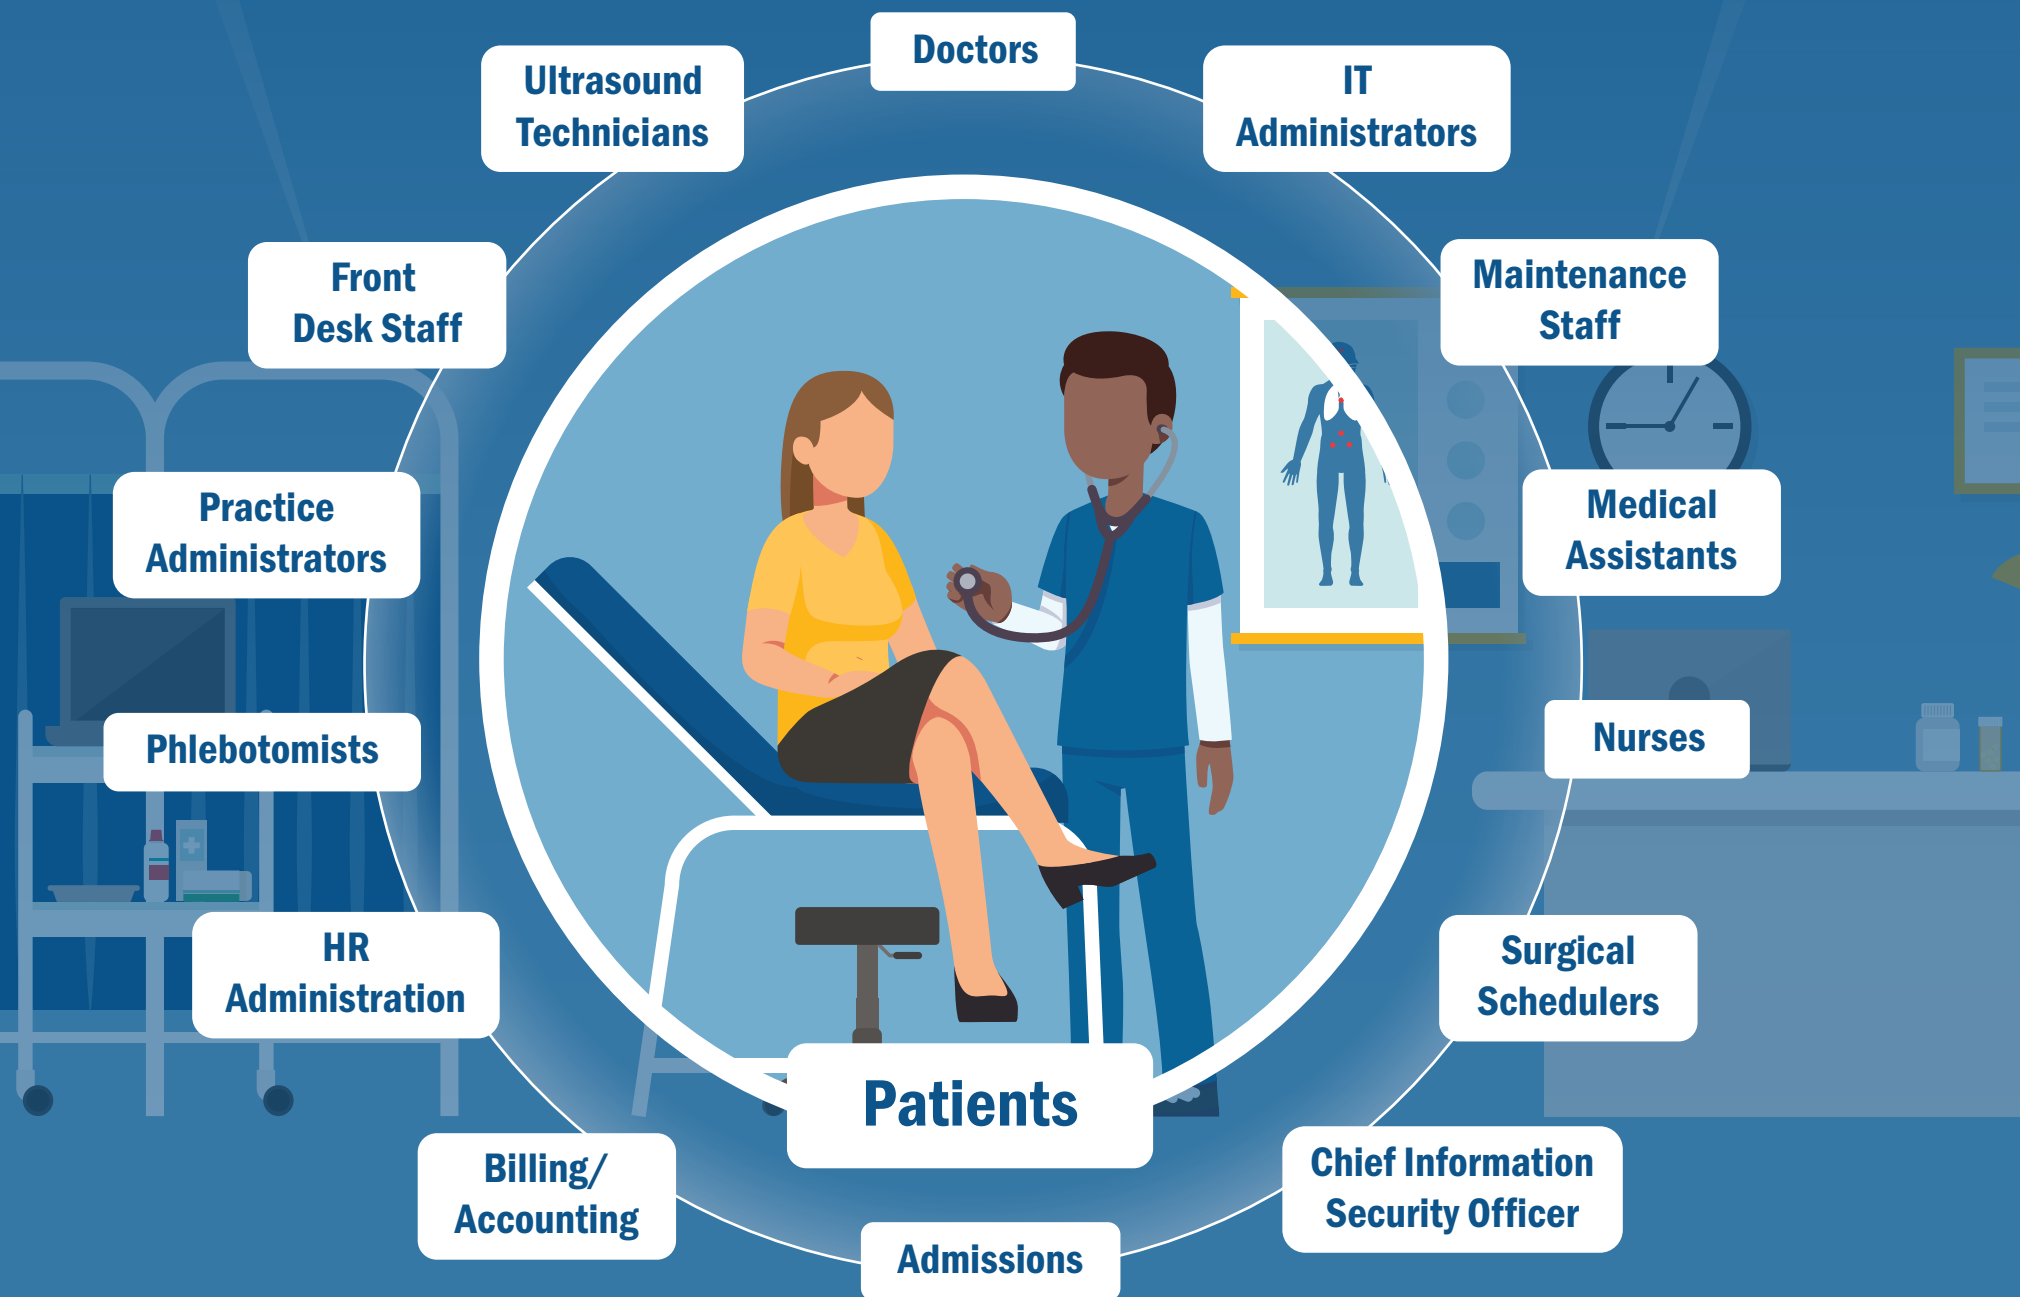 Doctors
Ultrasound
Technicians
IT
Administrators
Front
Desk Staff
Maintenance
Staff
Practice
Administrators
Medical
Assistants
Phlebotomists
Nurses
HR
Administration
Surgical
Schedulers
Patients
Billing/
Accounting
Chief Information
Security Officer
Admissions